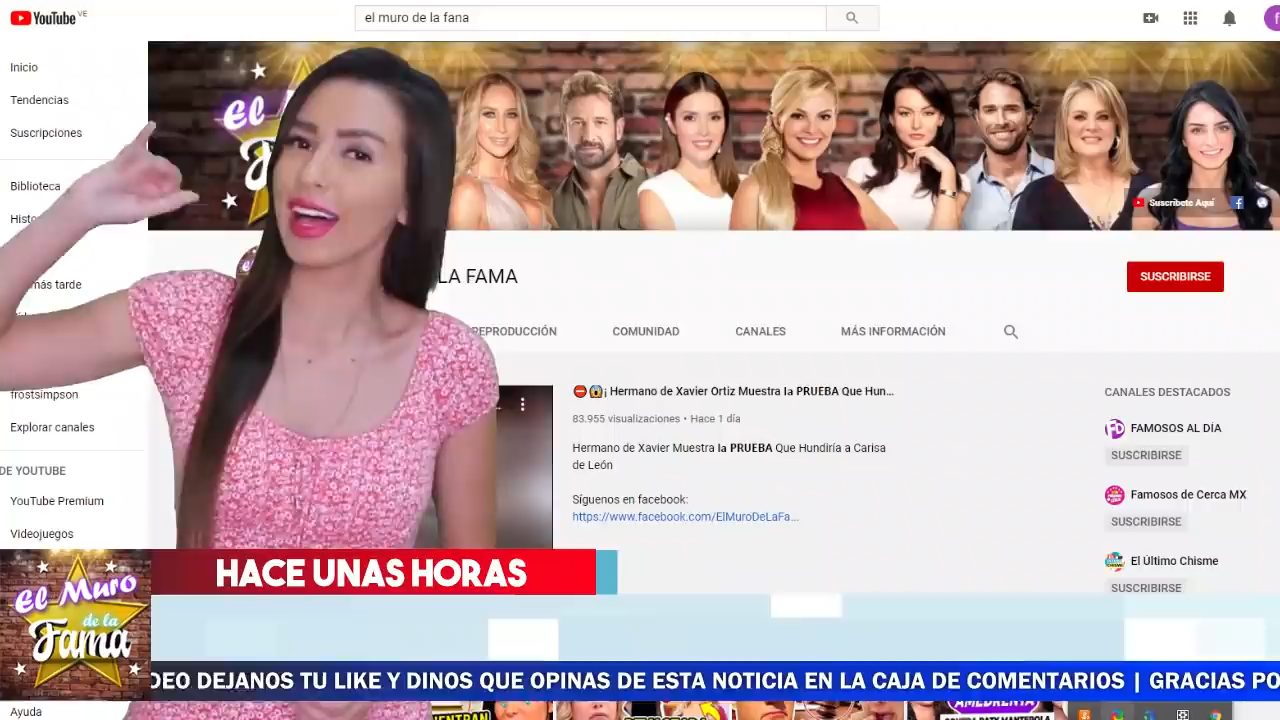 YouTube VE
el muro de la fana
Inicio
Tendencias
Suscripciones
Biblioteca
más tarde
frostsimpson
Explorar canales
DE YOUTUBE
YouTube Premium
Videojuegos
Ayuda
El
Suscríbete Aquí
LA FAMA
SUSCRIBIRSE
REPRODUCCIÓN
COMUNIDAD
CANALES
MÁS INFORMACIÓN
¡ Hermano de Xavier Ortiz Muestra la PRUEBA Que Hun...
83.955 visualizaciones • Hace 1 día
Hermano de Xavier Muestra la PRUEBA Que Hundiría a Carisa
de León
Síguenos en facebook:
https://www.facebook.com/ElMuroDeLaFa...
CANALES DESTACADOS
FAMOSOS AL DÍA
SUSCRIBIRSE
Famosos de Cerca MX
SUSCRIBIRSE
El Último Chisme
SUSCRIBIRSE
HACE UNAS HORAS
El Muro
de la
Fama
DEO DEJANOS TU LIKE Y DINOS QUE OPINAS DE ESTA NOTICIA EN LA CAJA DE COMENTARIOS | GRACIAS PO
AMEDRENTA